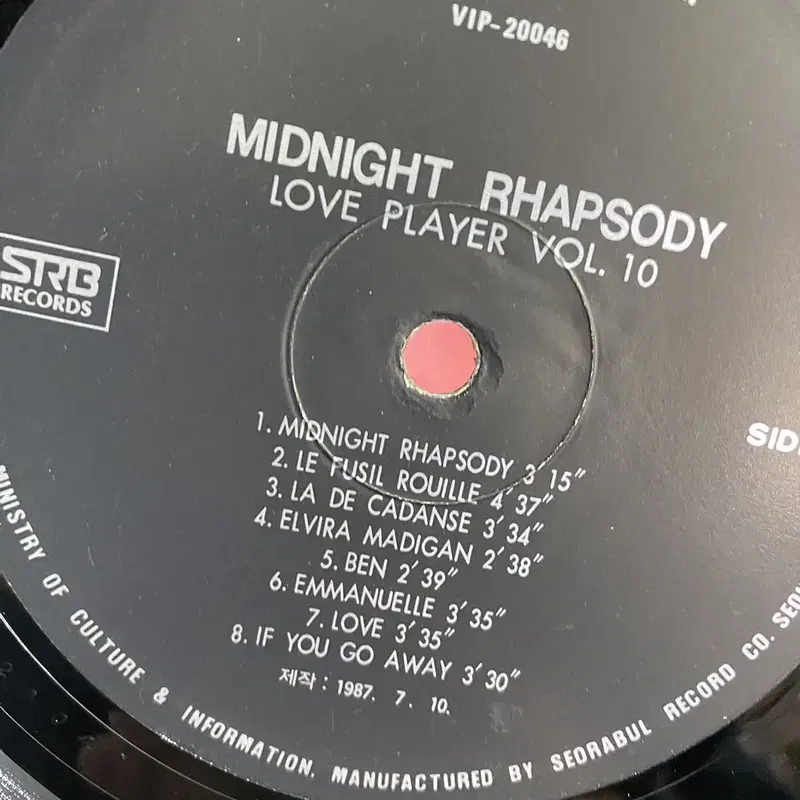 VIP-20046
MIDNIGHT RHAPSODY
LOVE PLAYER VOL. 10
STRB
RECORDS
1. MIDNIGHT RHAPSODY 3′ 15″
2. LE FUSIL ROUILLE 4′ 37″
3. LA DE CADANSE 3′ 34″
4. ELVIRA MADIGAN 2′ 38″
5. BEN 2′ 39″
6. EMMANUELLE 3′ 35″
7. LOVE 3′ 35″
8. IF YOU GO AWAY 3′ 30″
제작 : 1987. 7. 10.
MINISTRY OF CULTURE & INFORMATION. MANUFACTURED BY SEORABUL RECORD CO.